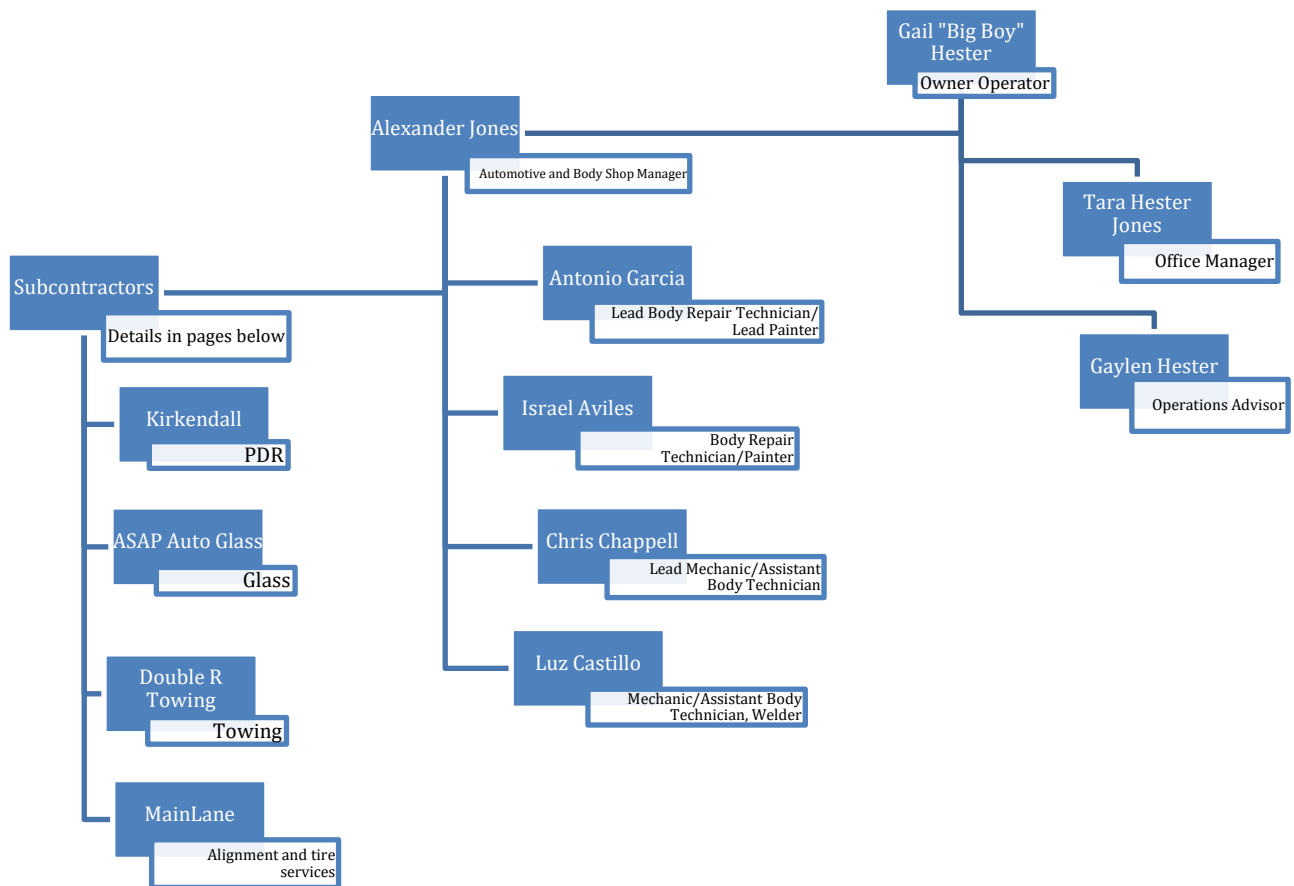 Gail "Big Boy"
Hester
Owner Operator
Alexander Jones
Automotive and Body Shop Manager
Tara Hester
Jones
Office Manager
Gaylen Hester
Operations Advisor
Antonio Garcia
Lead Body Repair Technician/
Lead Painter
Israel Aviles
Body Repair
Technician/Painter
Chris Chappell
Lead Mechanic/Assistant
Body Technician
Luz Castillo
Mechanic/Assistant Body
Technician, Welder
Subcontractors
Details in pages below
Kirkendall
PDR
ASAP Auto Glass
Glass
Double R
Towing
Towing
MainLane
Alignment and tire
services